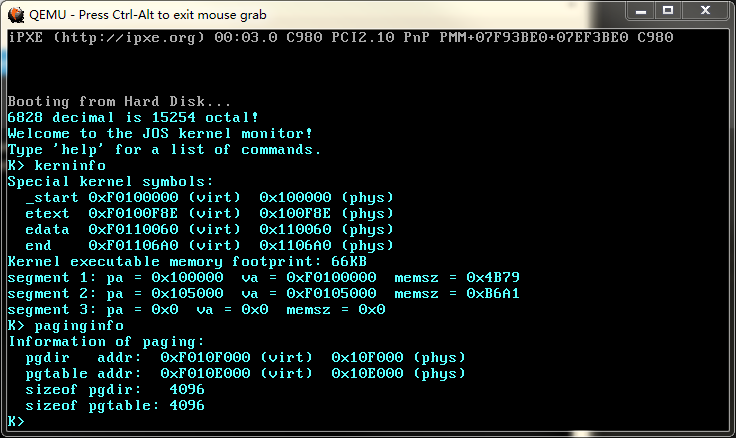 QEMU - Press Ctrl-Alt to exit mouse grab
iPXE (http://ipxe.org) 00:03.0 C980 PCI2.10 PnP PMM+07F93BE0+07EF3BE0 C980
Booting from Hard Disk...
6828 decimal is 15254 octal!
Welcome to the JOS kernel monitor!
Type 'help' for a list of commands.
K> kerninfo
Special kernel symbols:
  _start 0xF0100000 (virt)  0x100000 (phys)
  etext  0xF0100F8E (virt)  0x100F8E (phys)
  edata  0xF0110060 (virt)  0x110060 (phys)
  end    0xF01106A0 (virt)  0x1106A0 (phys)
Kernel executable memory footprint: 66KB
segment 1: pa = 0x100000  va = 0xF0100000  memsz = 0x4B79
segment 2: pa = 0x105000  va = 0xF0105000  memsz = 0xB6A1
segment 3: pa = 0x0  va = 0x0  memsz = 0x0
K> paginginfo
Information of paging:
  pgdir   addr:  0xF010F000 (virt)  0x10F000 (phys)
  pgtable addr:  0xF010E000 (virt)  0x10E000 (phys)
  sizeof pgdir:   4096
  sizeof pgtable: 4096
K>